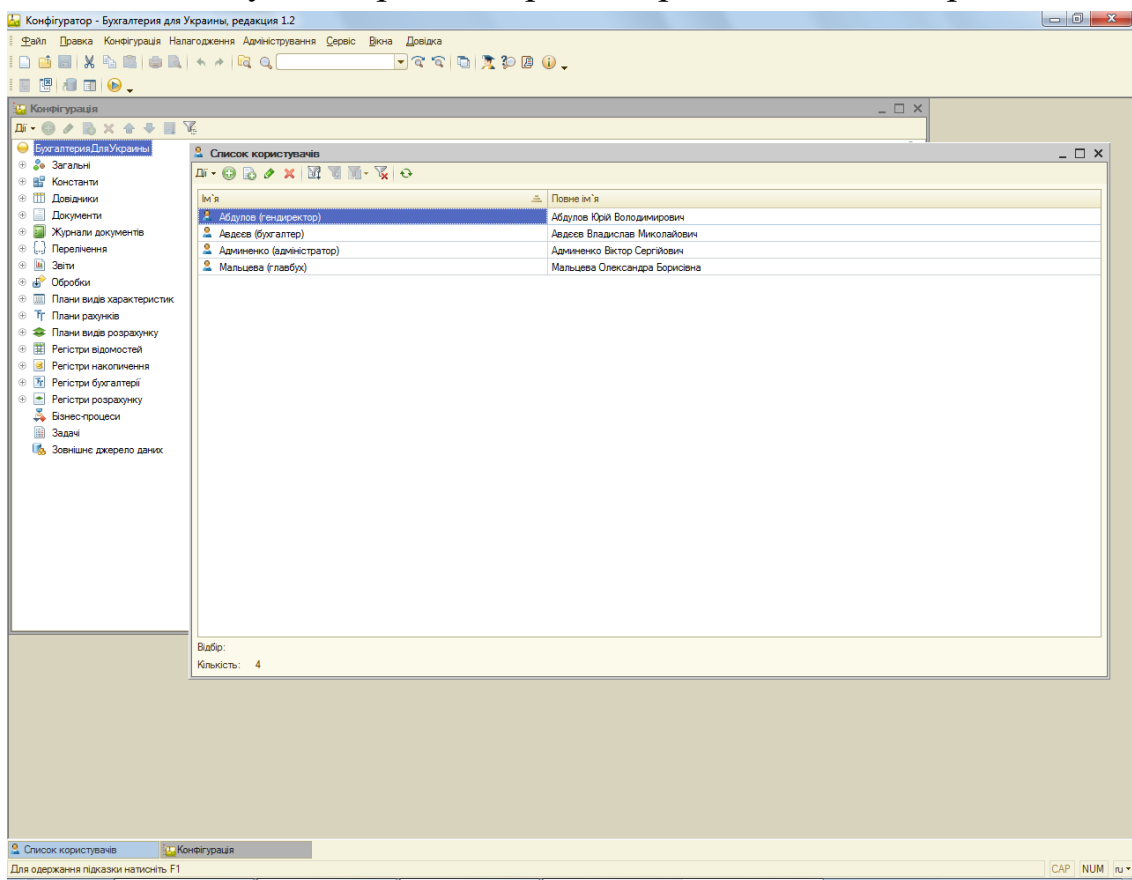 Конфігуратор - Бухгалтерия для Украины, редакция 1.2
Файл Правка Конфігурація Налагодження Адміністрування Сервіс Вікна Довідка
Конфігурація
Дії
БухгалтерияДляУкраины
Загальні
Константи
Довідники
Документи
Журнали документів
Перелічення
Звіти
Обробки
Плани видів характеристик
Плани рахунків
Плани видів розрахунку
Регістри відомостей
Регістри накопичення
Регістри бухгалтерії
Регістри розрахунку
Бізнес-процеси
Задачі
Зовнішнє джерело даних
Список користувачів
Дії
Ім`я Повне ім`я
Абдулов (гендиректор) Абдулов Юрій Володимирович
Авдєєв (бухгалтер) Авдєєв Владислав Миколайович
Админенко (адміністратор) Админенко Віктор Сергійович
Мальцева (главбух) Мальцева Олександра Борисівна
Відбір:
Кількість: 4
Список користувачів Конфігурація
Для одержання підказки натисніть F1 CAP NUM ru